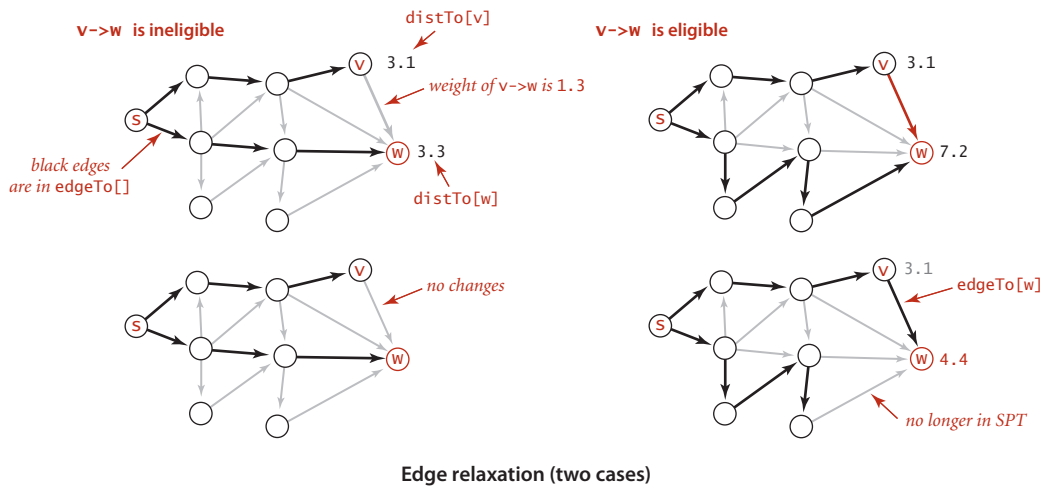 v->w is ineligible
distTo[v]
v 3.1
weight of v->w is 1.3
s
w 3.3
black edges
are in edgeTo[]
distTo[w]
v->w is eligible
v 3.1
s
w 7.2
v
no changes
s
w
v 3.1
edgeTo[w]
s
w 4.4
no longer in SPT
Edge relaxation (two cases)